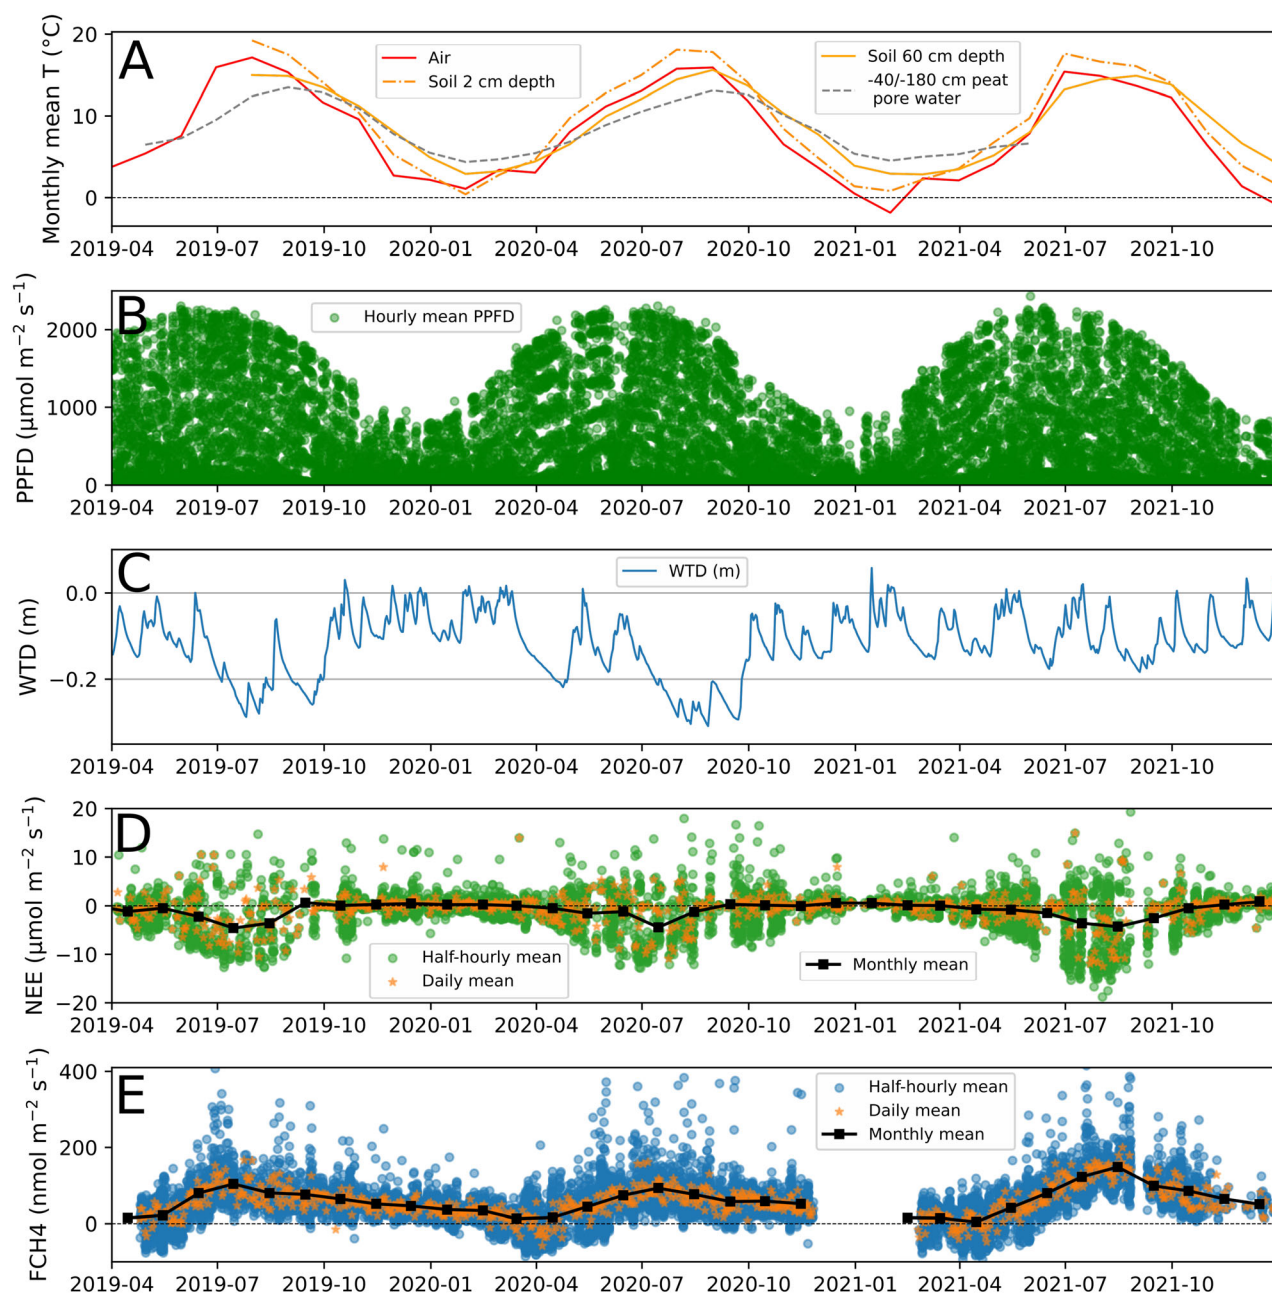 A
Monthly mean T (°C)
20
10
0
Air
Soil 2 cm depth
Soil 60 cm depth
-40/-180 cm peat
pore water
2019-04 2019-07 2019-10 2020-01 2020-04 2020-07 2020-10 2021-01 2021-04 2021-07 2021-10
B
PPFD (µmol m⁻² s⁻¹)
2000
1000
0
Hourly mean PPFD
2019-04 2019-07 2019-10 2020-01 2020-04 2020-07 2020-10 2021-01 2021-04 2021-07 2021-10
C
WTD (m)
0.0
−0.2
WTD (m)
2019-04 2019-07 2019-10 2020-01 2020-04 2020-07 2020-10 2021-01 2021-04 2021-07 2021-10
D
NEE (µmol m⁻² s⁻¹)
20
10
0
−10
−20
Half-hourly mean
Daily mean
Monthly mean
2019-04 2019-07 2019-10 2020-01 2020-04 2020-07 2020-10 2021-01 2021-04 2021-07 2021-10
E
FCH4 (nmol m⁻² s⁻¹)
400
200
0
Half-hourly mean
Daily mean
Monthly mean
2019-04 2019-07 2019-10 2020-01 2020-04 2020-07 2020-10 2021-01 2021-04 2021-07 2021-10